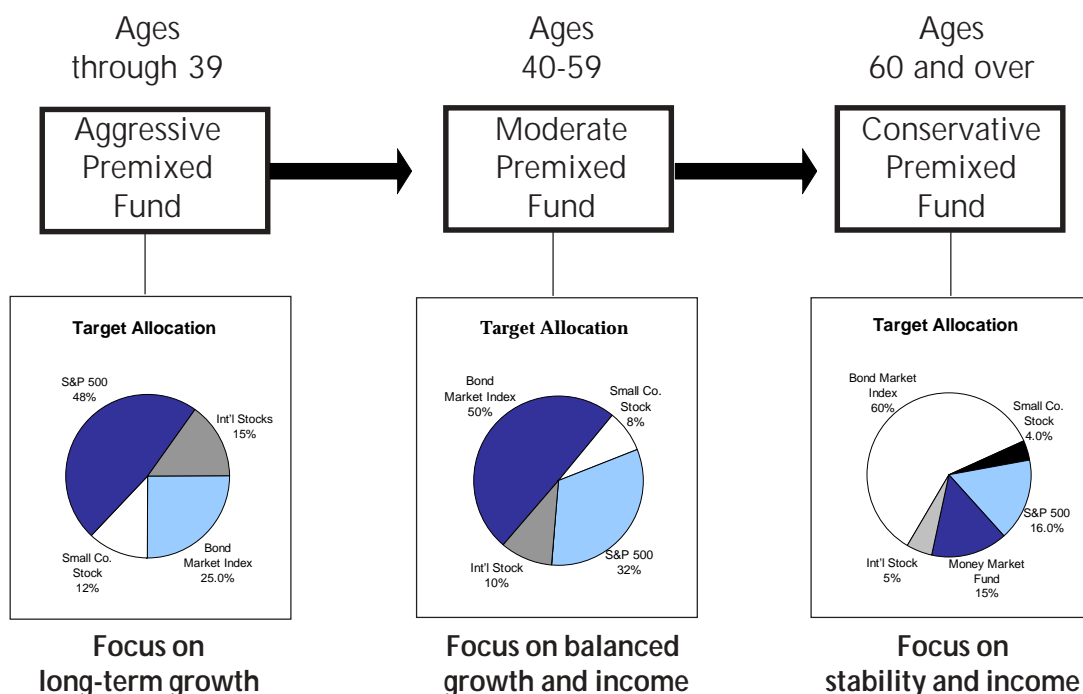 Ages
through 39
Ages
40-59
Ages
60 and over
Aggressive
Premixed
Fund
Moderate
Premixed
Fund
Conservative
Premixed
Fund
Target Allocation
S&P 500
48%
Int'l Stocks
15%
Small Co.
Stock
12%
Bond
Market Index
25.0%
Target Allocation
Bond
Market Index
50%
Small Co.
Stock
8%
Int'l Stock
10%
S&P 500
32%
Target Allocation
Bond Market
Index
60%
Small Co.
Stock
4.0%
S&P 500
16.0%
Int'l Stock
5%
Money Market
Fund
15%
Focus on
long-term growth
Focus on balanced
growth and income
Focus on
stability and income